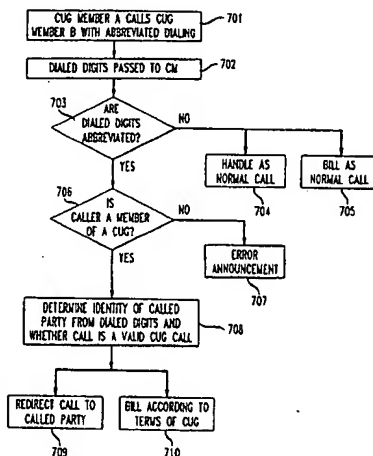 CUG MEMBER A CALLS CUG
MEMBER B WITH ABBREVIATED DIALING
701
DIALED DIGITS PASSED TO CM
702
703
ARE
DIALED DIGITS
ABBREVIATED?
NO
YES
HANDLE AS
NORMAL CALL
704
BILL AS
NORMAL CALL
705
706
IS
CALLER A MEMBER
OF A CUG?
NO
YES
ERROR
ANNOUNCEMENT
707
DETERMINE IDENTITY OF CALLED
PARTY FROM DIALED DIGITS AND
WHETHER CALL IS A VALID CUG CALL
708
REDIRECT CALL TO
CALLED PARTY
709
BILL ACCORDING TO
TERMS OF CUG
710